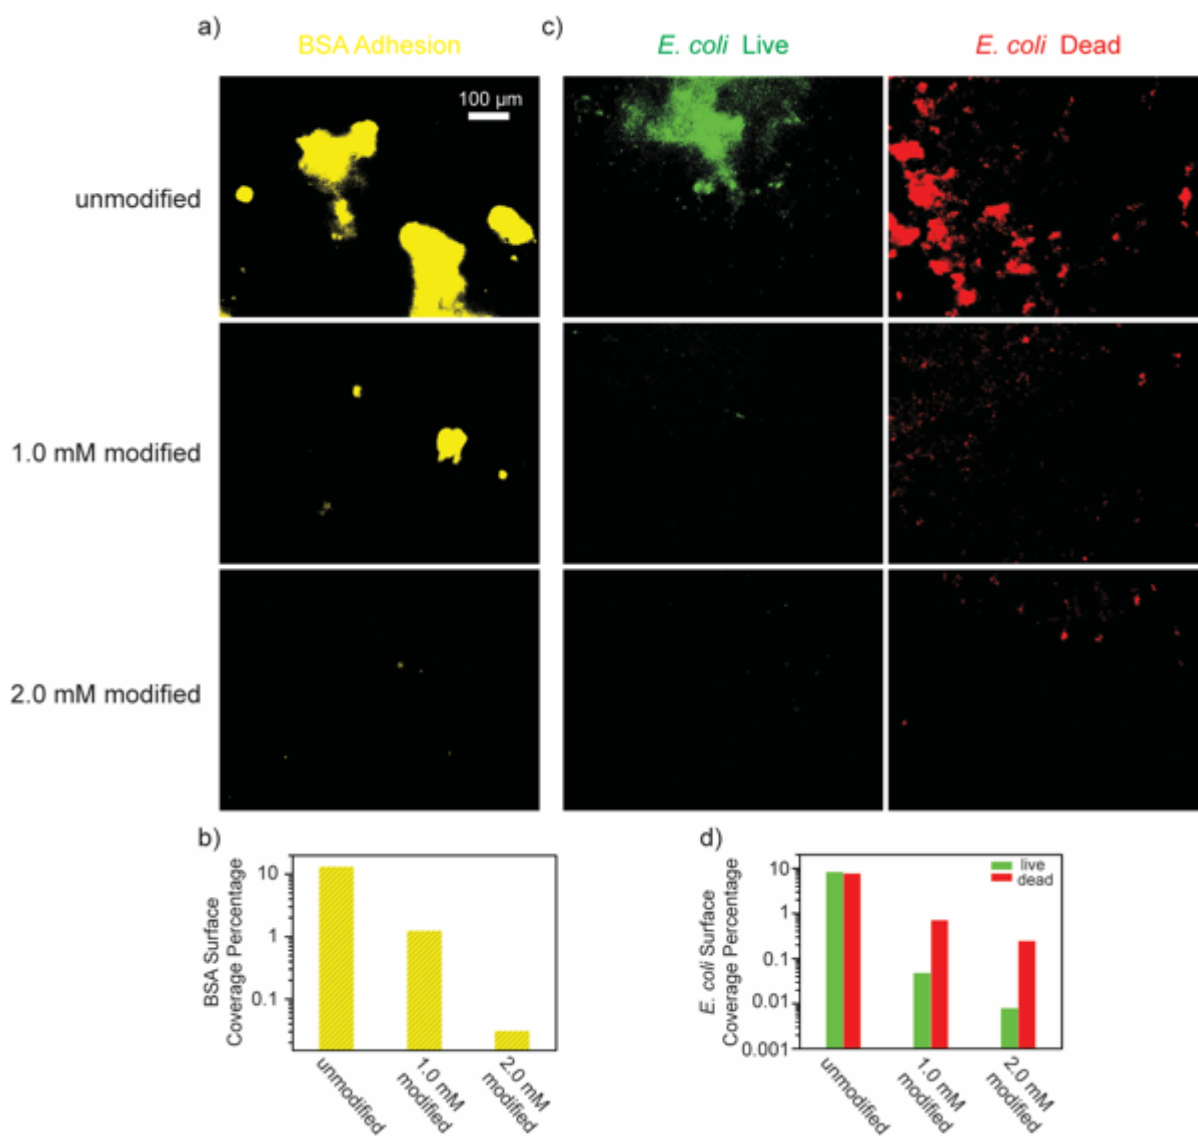 a)
BSA Adhesion
c)
E. coli Live
E. coli Dead
100 µm
unmodified
1.0 mM modified
2.0 mM modified
b)
BSA Surface
Coverage Percentage
10
1
0.1
unmodified
1.0 mM
modified
2.0 mM
modified
d)
E. coli Surface
Coverage Percentage
10
1
0.1
0.01
0.001
live
dead
unmodified
1.0 mM
modified
2.0 mM
modified